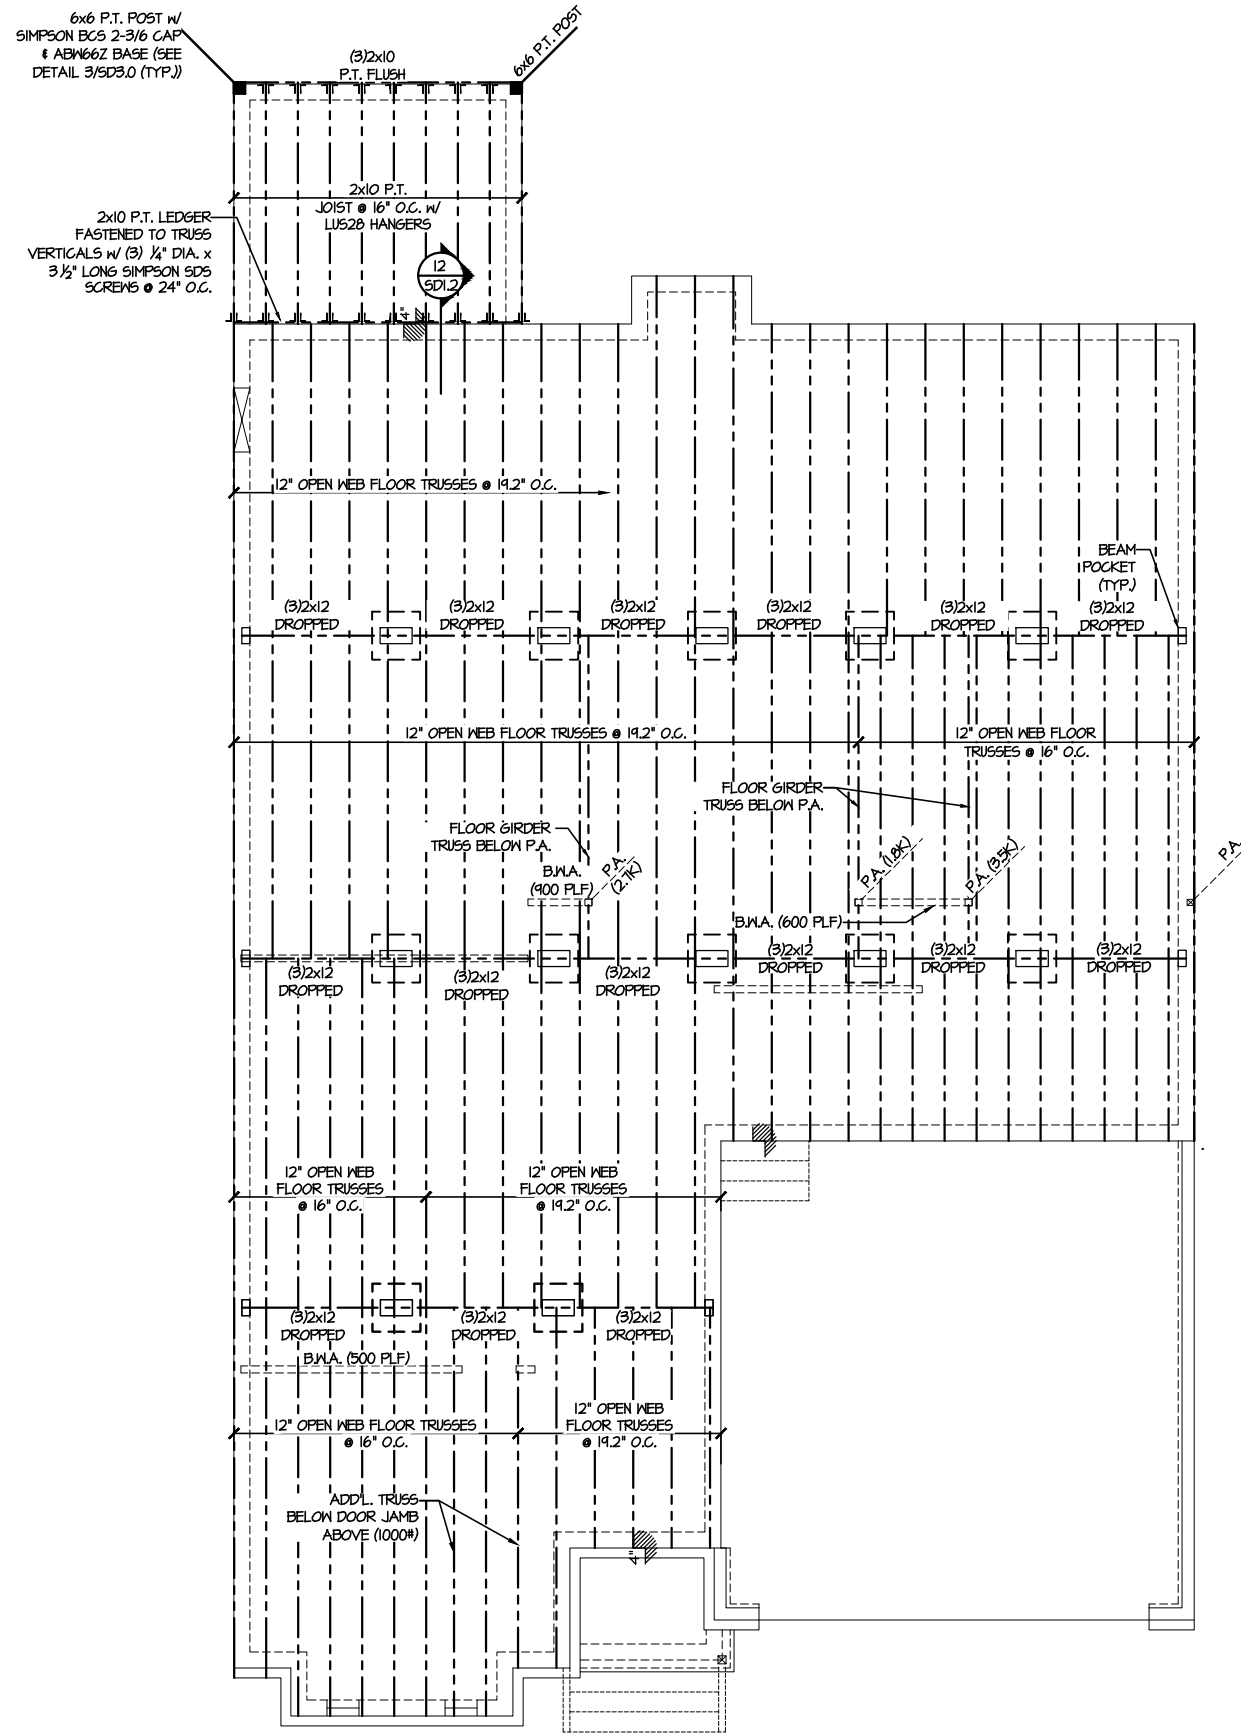 6x6 P.T. POST W/
SIMPSON BCS 2-3/6 CAP
& ABW66Z BASE (SEE
DETAIL 3/SD3.0 (TYP.))
(3)2x10
P.T. FLUSH
6x6 P.T. POST
2x10 P.T.
JOIST @ 16" O.C. W/
LUS28 HANGERS
2x10 P.T. LEDGER
FASTENED TO TRUSS
VERTICALS W/ (3) 1/4" DIA. x
3 1/2" LONG SIMPSON SDS
SCREWS @ 24" O.C.
12
SD1.2
4"
12" OPEN WEB FLOOR TRUSSES @ 19.2" O.C.
BEAM
POCKET
(TYP.)
(3)2x12
DROPPED
(3)2x12
DROPPED
(3)2x12
DROPPED
(3)2x12
DROPPED
(3)2x12
DROPPED
(3)2x12
DROPPED
12" OPEN WEB FLOOR TRUSSES @ 19.2" O.C.
12" OPEN WEB FLOOR
TRUSSES @ 16" O.C.
FLOOR GIRDER
TRUSS BELOW P.A.
FLOOR GIRDER
TRUSS BELOW P.A.
B.W.A.
(900 PLF)
P.A.
(2.7K)
P.A. (1.8K)
P.A. (3.5K)
P.A.
B.W.A. (600 PLF)
(3)2x12
DROPPED
(3)2x12
DROPPED
(3)2x12
DROPPED
(3)2x12
DROPPED
(3)2x12
DROPPED
(3)2x12
DROPPED
12" OPEN WEB
FLOOR TRUSSES
@ 16" O.C.
12" OPEN WEB
FLOOR TRUSSES
@ 19.2" O.C.
(3)2x12
DROPPED
(3)2x12
DROPPED
(3)2x12
DROPPED
B.W.A. (500 PLF)
12" OPEN WEB FLOOR TRUSSES
@ 16" O.C.
12" OPEN WEB
FLOOR TRUSSES
@ 19.2" O.C.
ADD'L. TRUSS
BELOW DOOR JAMB
ABOVE (1000#)
4"